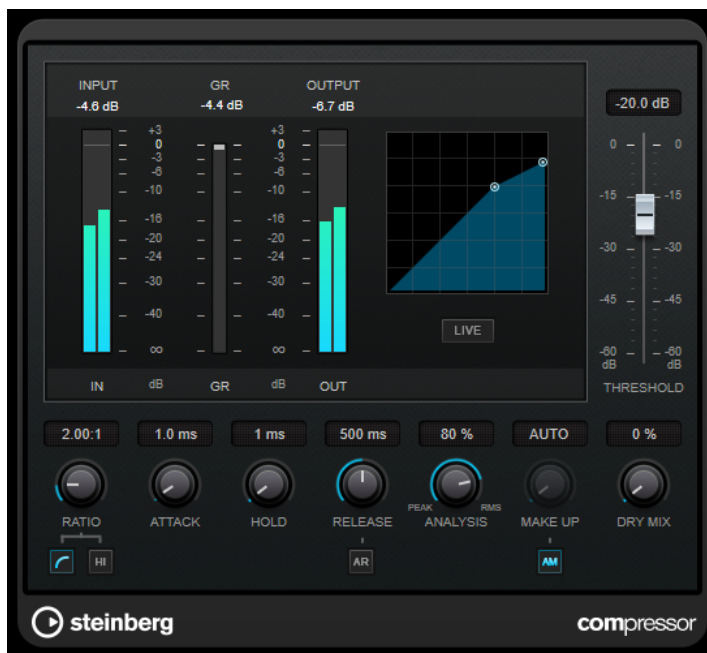 INPUT GR OUTPUT
-4.6 dB -4.4 dB -6.7 dB
-20.0 dB
+3 +3
0 0
-3 -3
-6 -6
-10 -10
-16 -16
-20 -20
-24 -24
-30 -30
-40 -40
∞ ∞
IN dB GR dB OUT
LIVE
0 0
-15 -15
-30 -30
-45 -45
-60 -60
dB dB
THRESHOLD
2.00:1 1.0 ms 1 ms 500 ms 80 % AUTO 0 %
PEAK RMS
RATIO ATTACK HOLD RELEASE ANALYSIS MAKE UP DRY MIX
HI AR AM
steinberg compressor